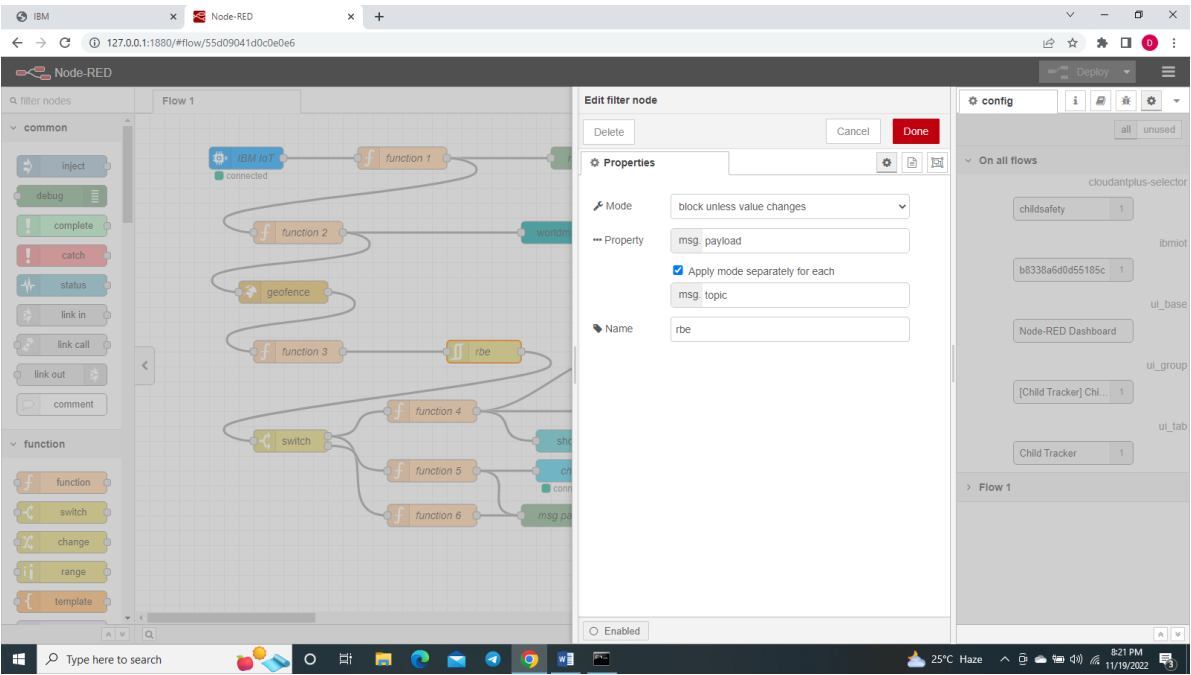 IBM
Node-RED
127.0.0.1:1880/#flow/55d09041d0c0e0e6
D
Node-RED
Deploy
filter nodes
Flow 1
common
inject
debug
complete
catch
status
link in
link call
link out
comment
function
function
switch
change
range
template
IBM IoT
connected
function 1
function 2
geofence
function 3
rbe
switch
function 4
function 5
function 6
msg pa
Edit filter node
Delete
Cancel
Done
Properties
Mode
block unless value changes
Property
msg. payload
Apply mode separately for each
msg. topic
Name
rbe
Enabled
config
i
all
unused
On all flows
cloudantplus-selector
childsafety 1
ibmiot
b8338a6d0d55185c 1
ui_base
Node-RED Dashboard
ui_group
[Child Tracker] Chi... 1
ui_tab
Child Tracker 1
Flow 1
Type here to search
25°C Haze
8:21 PM
11/19/2022
3